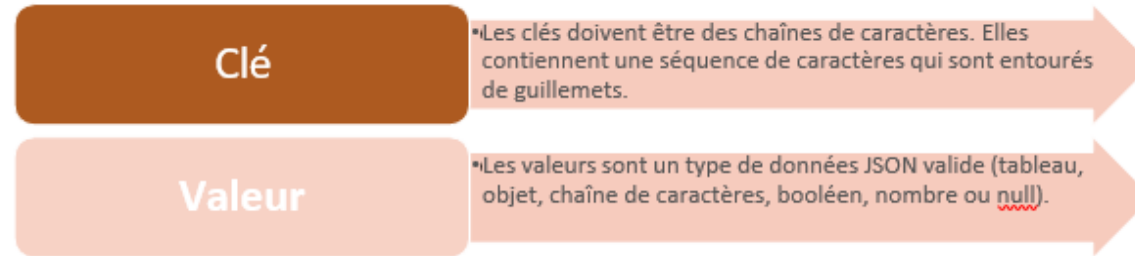 Clé
•Les clés doivent être des chaînes de caractères. Elles
contiennent une séquence de caractères qui sont entourés
de guillemets.
Valeur
•Les valeurs sont un type de données JSON valide (tableau,
objet, chaîne de caractères, booléen, nombre ou null).